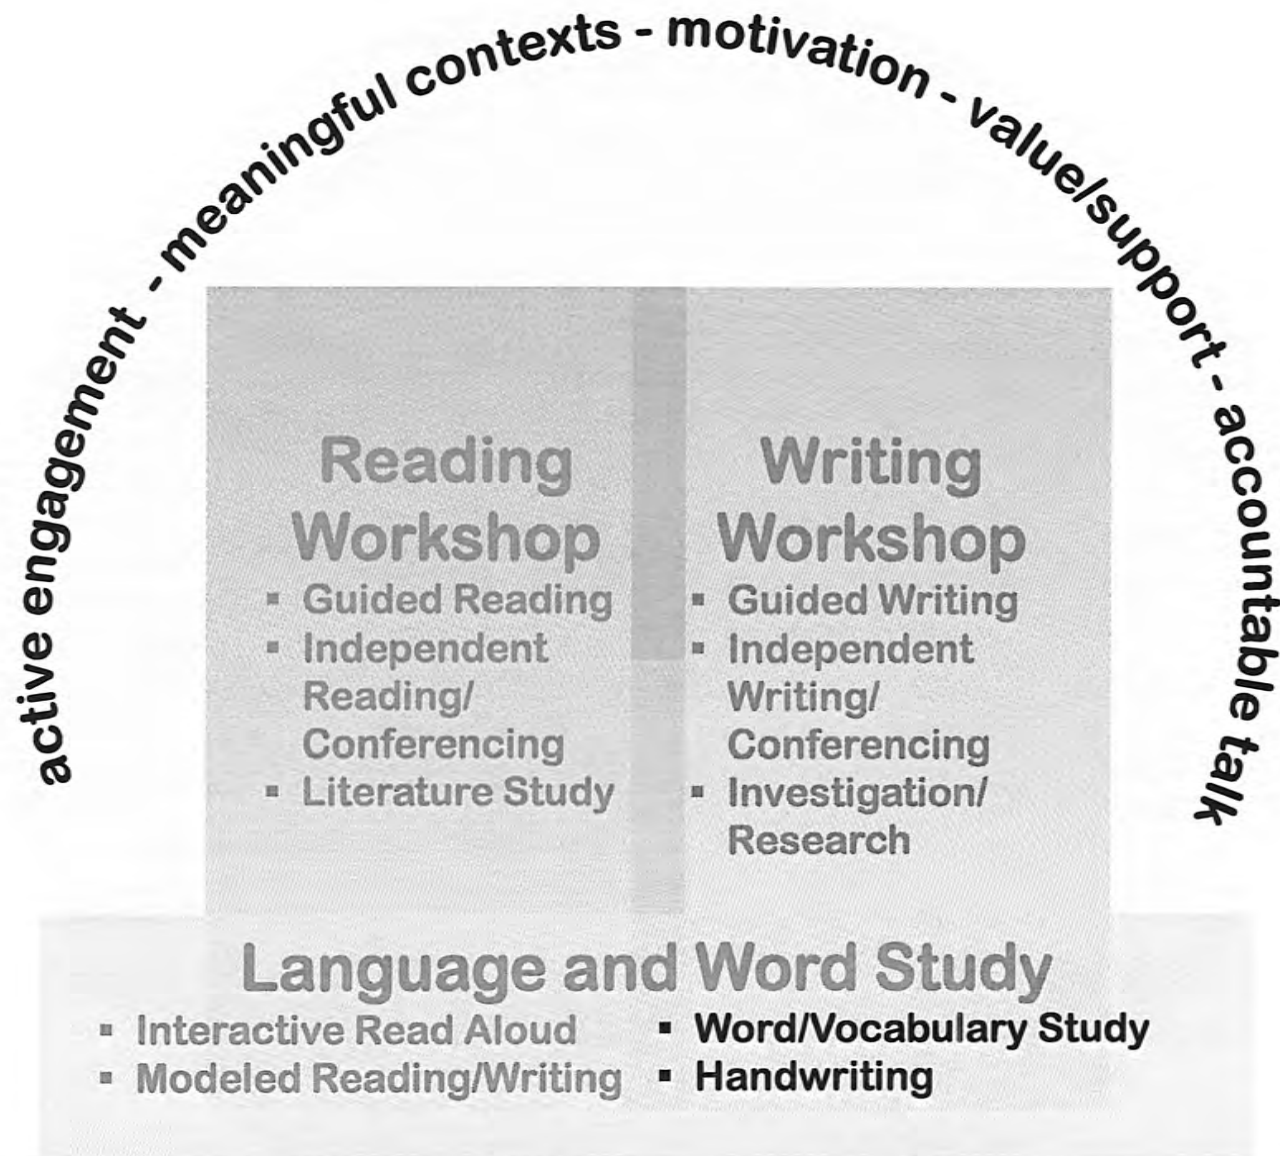 active engagement - meaningful contexts - motivation - value/support - accountable talk
Reading
Workshop
▪ Guided Reading
▪ Independent
Reading/
Conferencing
▪ Literature Study
Writing
Workshop
▪ Guided Writing
▪ Independent
Writing/
Conferencing
▪ Investigation/
Research
Language and Word Study
▪ Interactive Read Aloud
▪ Modeled Reading/Writing
▪ Word/Vocabulary Study
▪ Handwriting